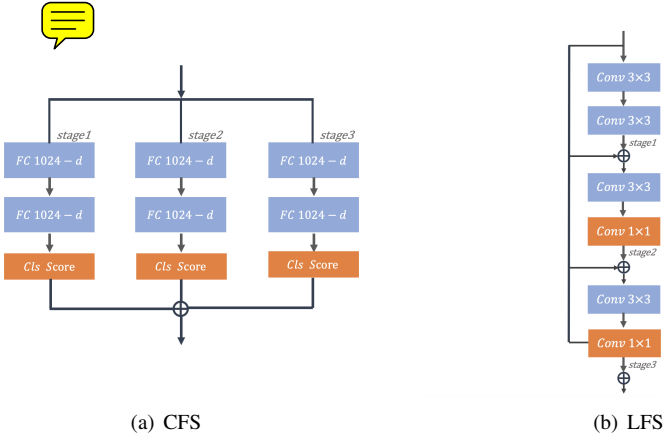 stage1
stage2
stage3
FC 1024 − d
FC 1024 − d
FC 1024 − d
FC 1024 − d
FC 1024 − d
FC 1024 − d
Cls Score
Cls Score
Cls Score
(a) CFS
Conv 3×3
Conv 3×3
stage1
Conv 3×3
Conv 1×1
stage2
Conv 3×3
Conv 1×1
stage3
(b) LFS